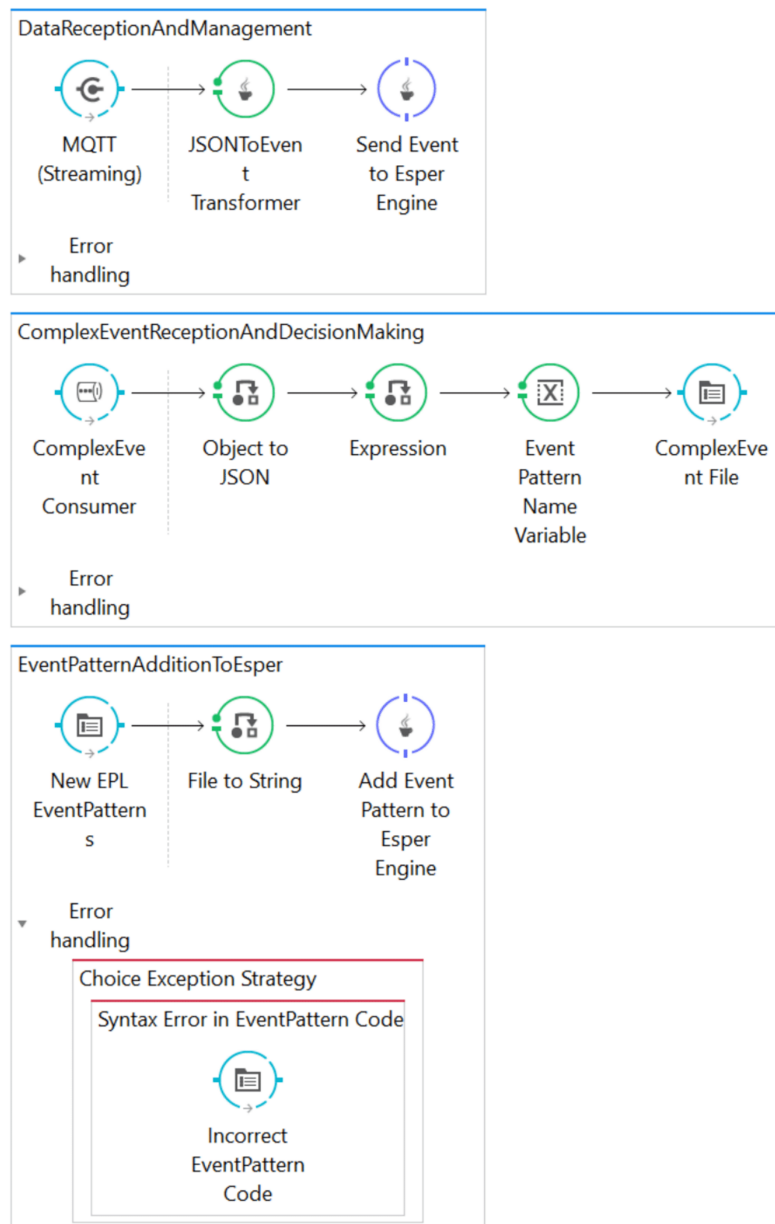 DataReceptionAndManagement
MQTT
(Streaming)
JSONToEven
t
Transformer
Send Event
to Esper
Engine
Error
handling
ComplexEventReceptionAndDecisionMaking
ComplexEve
nt
Consumer
Object to
JSON
Expression
Event
Pattern
Name
Variable
ComplexEve
nt File
Error
handling
EventPatternAdditionToEsper
New EPL
EventPattern
s
File to String
Add Event
Pattern to
Esper
Engine
Error
handling
Choice Exception Strategy
Syntax Error in EventPattern Code
Incorrect
EventPattern
Code